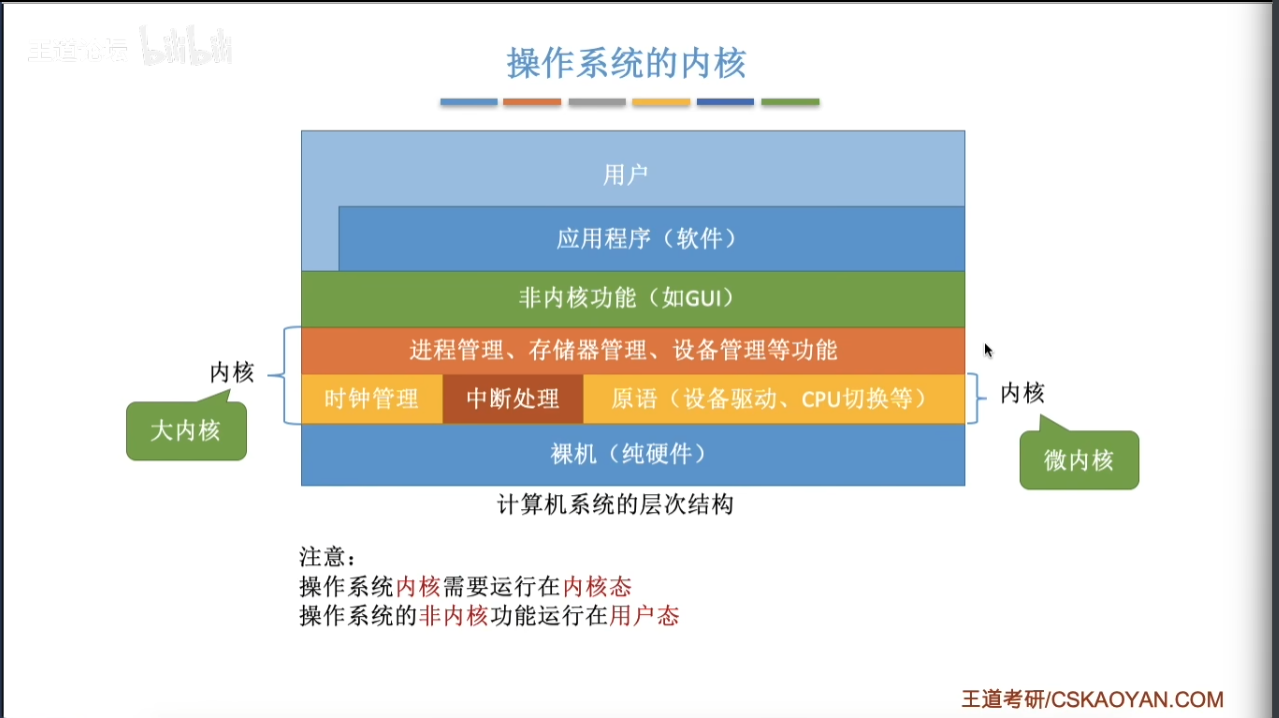 王道论坛 bilibili
操作系统的内核
用户
应用程序（软件）
非内核功能（如GUI）
进程管理、存储器管理、设备管理等功能
内核
大内核
时钟管理 中断处理 原语（设备驱动、CPU切换等）
内核
微内核
裸机（纯硬件）
计算机系统的层次结构
注意：
操作系统内核需要运行在内核态
操作系统的非内核功能运行在用户态
王道考研/CSKAOYAN.COM